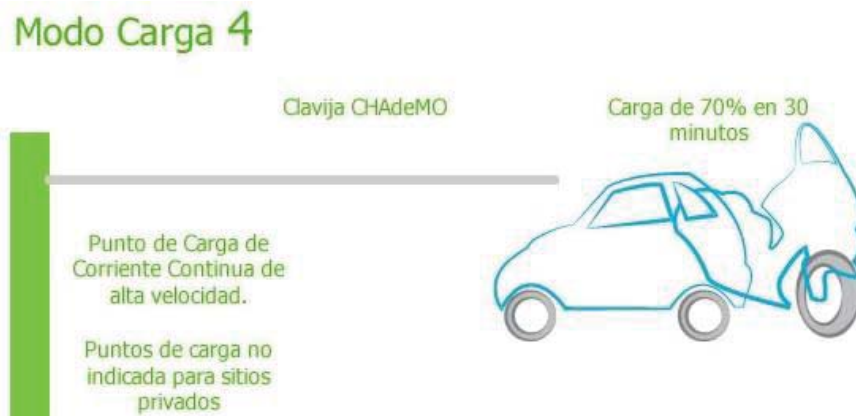 Modo Carga 4
Clavija CHAdeMO
Carga de 70% en 30
minutos
Punto de Carga de
Corriente Continua de
alta velocidad.
Puntos de carga no
indicada para sitios
privados